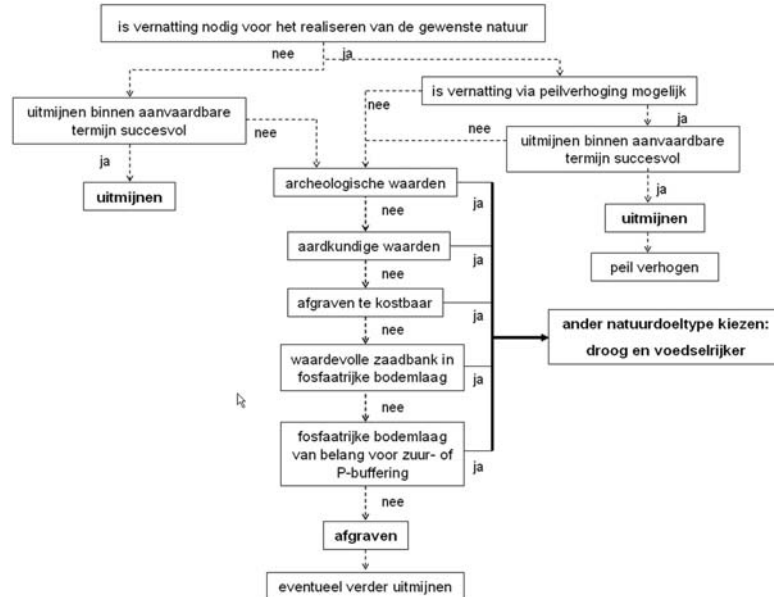 is vernatting nodig voor het realiseren van de gewenste natuur
nee
ja
uitmijnen binnen aanvaardbare
termijn succesvol
nee
ja
uitmijnen
is vernatting via peilverhoging mogelijk
nee
ja
nee
uitmijnen binnen aanvaardbare
termijn succesvol
ja
uitmijnen
peil verhogen
archeologische waarden
ja
nee
aardkundige waarden
ja
nee
afgraven te kostbaar
ja
nee
waardevolle zaadbank in
fosfaatrijke bodemlaag
ja
nee
fosfaatrijke bodemlaag
van belang voor zuur- of
P-buffering
ja
nee
afgraven
eventueel verder uitmijnen
ander natuurdoeltype kiezen:
droog en voedselrijker